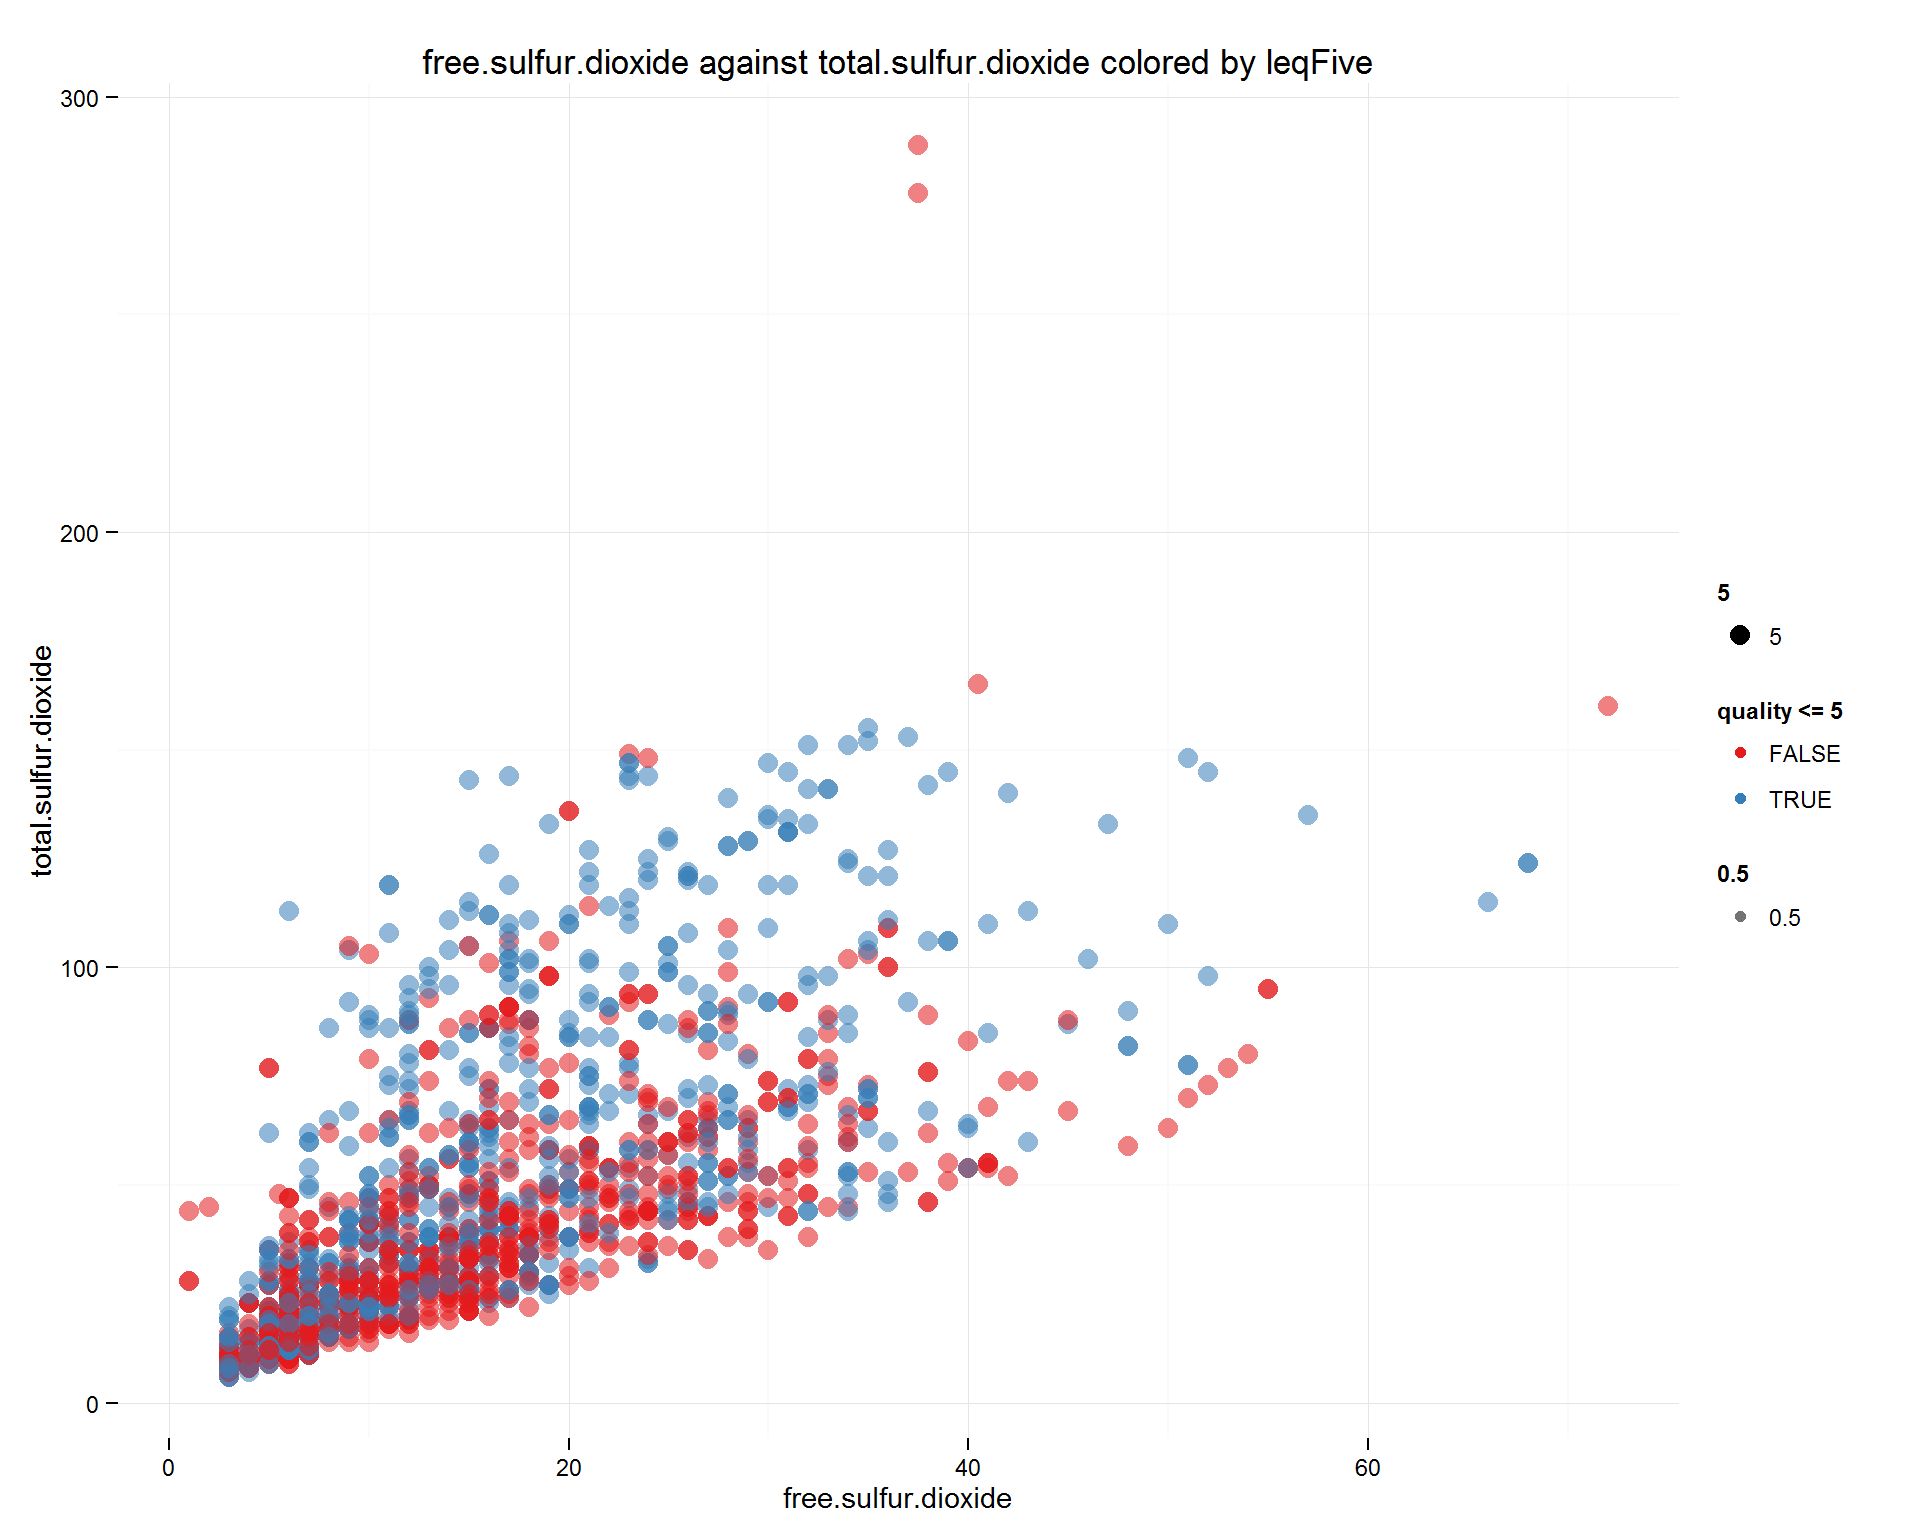 free.sulfur.dioxide against total.sulfur.dioxide colored by leqFive
300
200
100
0
total.sulfur.dioxide
0
20
40
60
free.sulfur.dioxide
5
5
quality <= 5
FALSE
TRUE
0.5
0.5